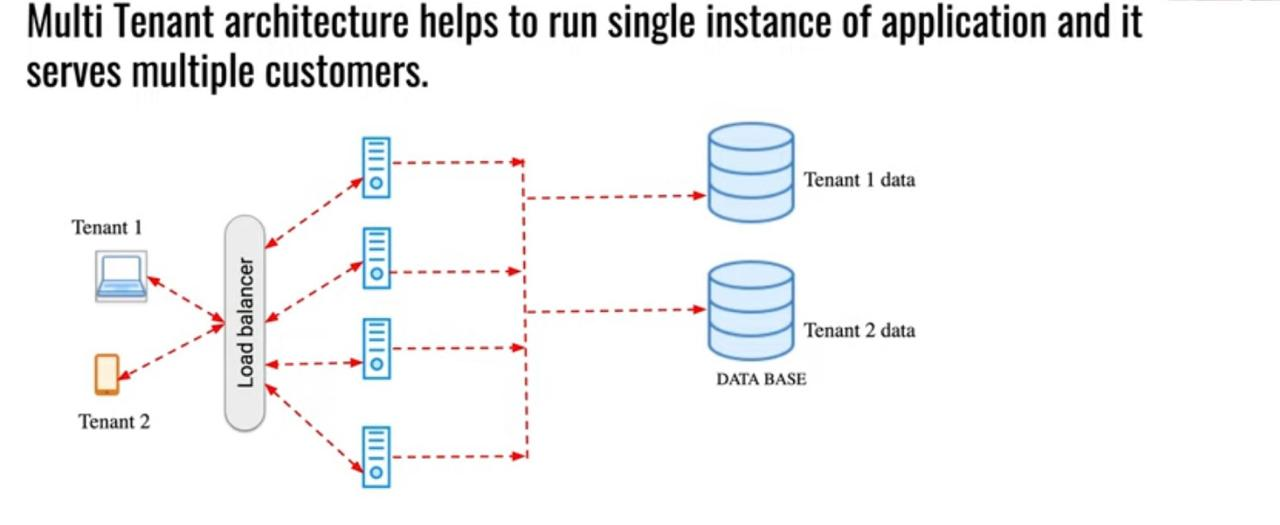 Multi Tenant architecture helps to run single instance of application and it
serves multiple customers.
Tenant 1
Tenant 2
Load balancer
Tenant 1 data
Tenant 2 data
DATA BASE